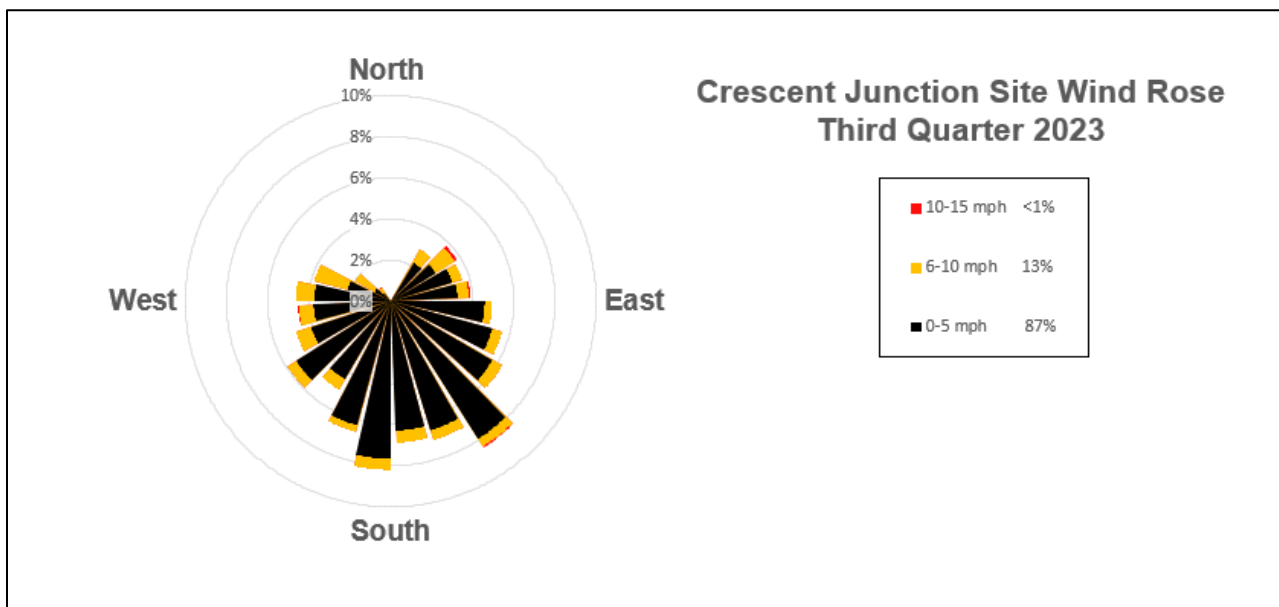 North
10%
8%
6%
4%
2%
0%
West
East
South
Crescent Junction Site Wind Rose
Third Quarter 2023
10-15 mph <1%
6-10 mph 13%
0-5 mph 87%